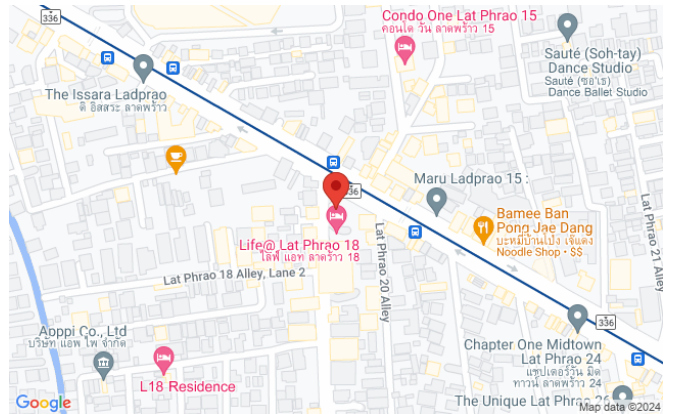 336
Condo One Lat Phrao 15
คอนโด วัน ลาดพร้าว 15
Sauté (Soh-tay)
Dance Studio
Sauté (ซอเธ่)
Dance Ballet Studio
The Issara Ladprao
ดิ อิสสระ ลาดพร้าว
336
Maru Ladprao 15 :
Lat Phrao 21 Alley
Bamee Ban
Pong Jae Dang
บะหมี่บ้านโป่ง เจ๊แดง
Noodle Shop • $$
Life@ Lat Phrao 18
ไลฟ์ แอท ลาดร้าว 18
Lat Phrao 20 Alley
Lat Phrao 18 Alley, Lane 2
336
Apppi Co., Ltd
บริษัท แอพ ไพ จำกัด
Chapter One Midtown
Lat Phrao 24
แชปเตอร์วัน มิด
ทาวน์ ลาดพร้าว 24
L18 Residence
The Unique Lat Phrao 26
Google
Map data ©2024